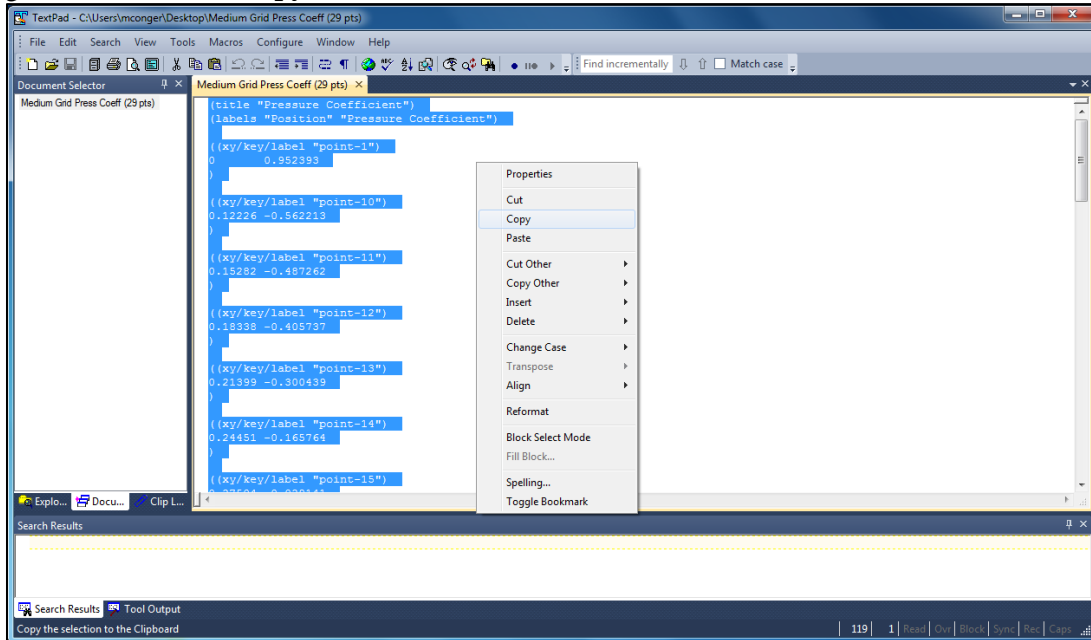 TextPad - C:\Users\mconger\Desktop\Medium Grid Press Coeff (29 pts)
File Edit Search View Tools Macros Configure Window Help
Find incrementally Match case
Document Selector
Medium Grid Press Coeff (29 pts)
Medium Grid Press Coeff (29 pts)
(title "Pressure Coefficient")
(labels "Position" "Pressure Coefficient")
((xy/key/label "point-1")
0 0.952393
)
((xy/key/label "point-10")
0.12226 -0.562213
)
((xy/key/label "point-11")
0.15282 -0.487262
)
((xy/key/label "point-12")
0.18338 -0.405737
)
((xy/key/label "point-13")
0.21399 -0.300439
)
((xy/key/label "point-14")
0.24451 -0.165764
)
((xy/key/label "point-15")
Properties
Cut
Copy
Paste
Cut Other
Copy Other
Insert
Delete
Change Case
Transpose
Align
Reformat
Block Select Mode
Fill Block...
Spelling...
Toggle Bookmark
Explo... Docu... Clip L...
Search Results
Search Results Tool Output
Copy the selection to the Clipboard 119 1 Read Ovr Block Sync Rec Caps